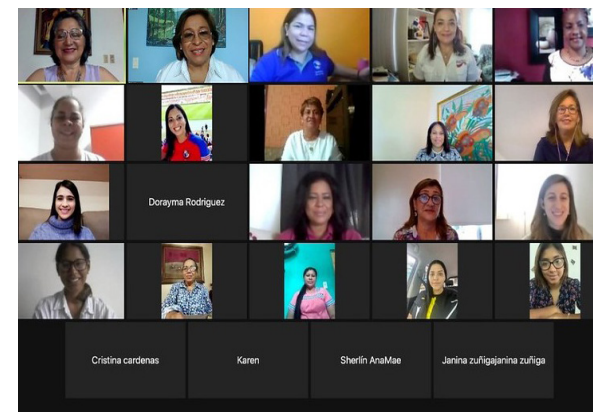 Dorayma Rodriguez
Cristina cardenas
Karen
Sherlín AnaMae
Janina zuñigajanina zuñiga